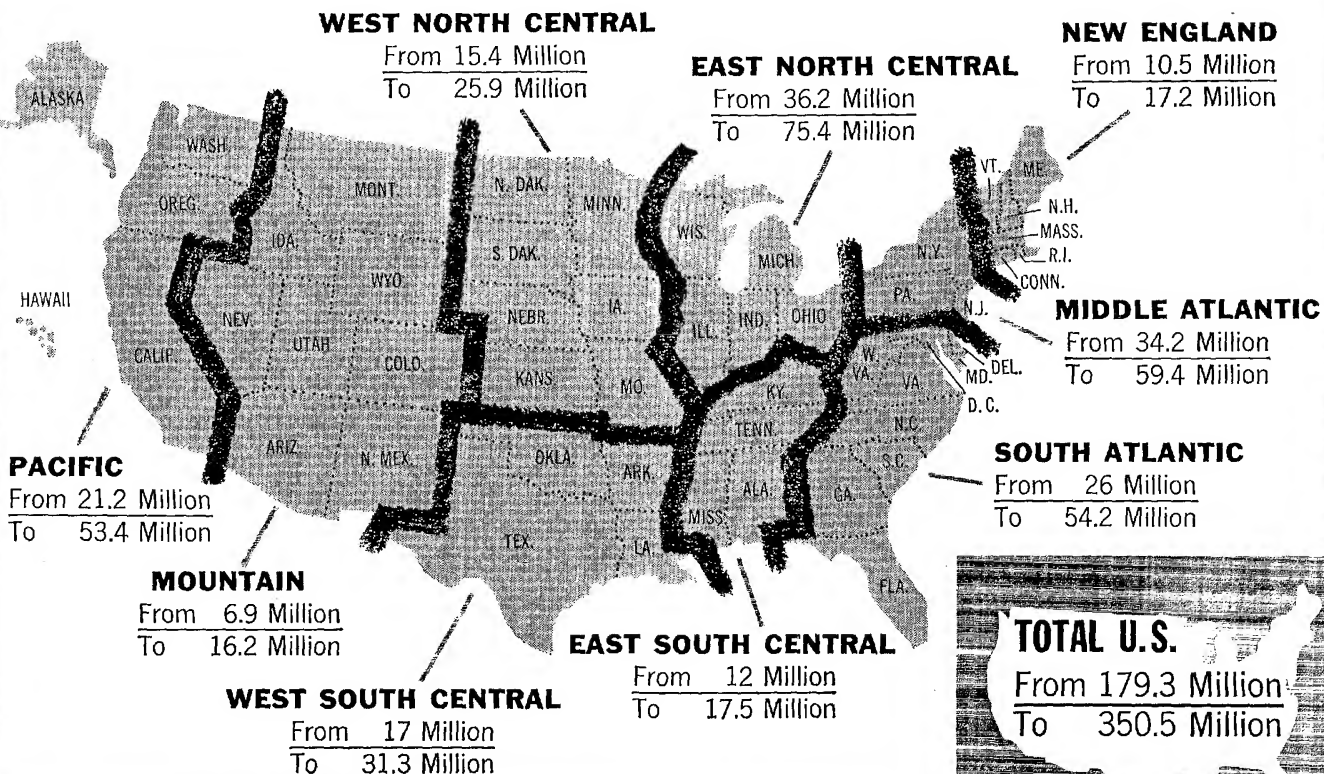 WEST NORTH CENTRAL
From 15.4 Million
To 25.9 Million
EAST NORTH CENTRAL
From 36.2 Million
To 75.4 Million
NEW ENGLAND
From 10.5 Million
To 17.2 Million
ALASKA
WASH.
OREG.
MONT.
IDA.
WYO.
NEV.
UTAH
COLO.
CALIF.
ARIZ.
N. MEX.
HAWAII
N. DAK.
S. DAK.
NEBR.
KANS.
MINN.
IA.
MO.
OKLA.
ARK.
TEX.
LA.
WIS.
MICH.
ILL.
IND.
OHIO
KY.
TENN.
MISS.
ALA.
N.Y.
PA.
N.J.
VT.
ME.
N.H.
MASS.
R.I.
CONN.
W. VA.
VA.
MD.
DEL.
D.C.
N.C.
S.C.
GA.
FLA.
MIDDLE ATLANTIC
From 34.2 Million
To 59.4 Million
PACIFIC
From 21.2 Million
To 53.4 Million
SOUTH ATLANTIC
From 26 Million
To 54.2 Million
MOUNTAIN
From 6.9 Million
To 16.2 Million
WEST SOUTH CENTRAL
From 17 Million
To 31.3 Million
EAST SOUTH CENTRAL
From 12 Million
To 17.5 Million
TOTAL U.S.
From 179.3 Million
To 350.5 Million